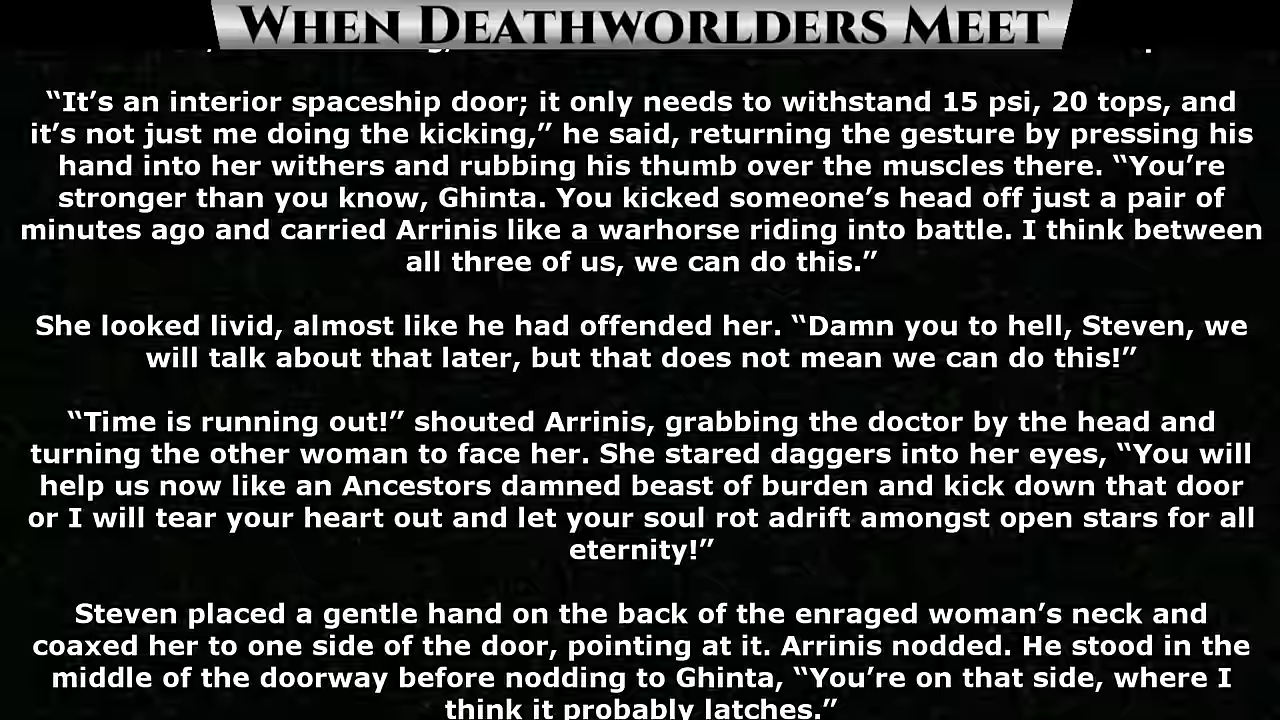 WHEN DEATHWORLDERS MEET
“It’s an interior spaceship door; it only needs to withstand 15 psi, 20 tops, and
it’s not just me doing the kicking,” he said, returning the gesture by pressing his
hand into her withers and rubbing his thumb over the muscles there. “You’re
stronger than you know, Ghinta. You kicked someone’s head off just a pair of
minutes ago and carried Arrinis like a warhorse riding into battle. I think between
all three of us, we can do this.”
She looked livid, almost like he had offended her. “Damn you to hell, Steven, we
will talk about that later, but that does not mean we can do this!”
“Time is running out!” shouted Arrinis, grabbing the doctor by the head and
turning the other woman to face her. She stared daggers into her eyes, “You will
help us now like an Ancestors damned beast of burden and kick down that door
or I will tear your heart out and let your soul rot adrift amongst open stars for all
eternity!”
Steven placed a gentle hand on the back of the enraged woman’s neck and
coaxed her to one side of the door, pointing at it. Arrinis nodded. He stood in the
middle of the doorway before nodding to Ghinta, “You’re on that side, where I
think it probably latches.”